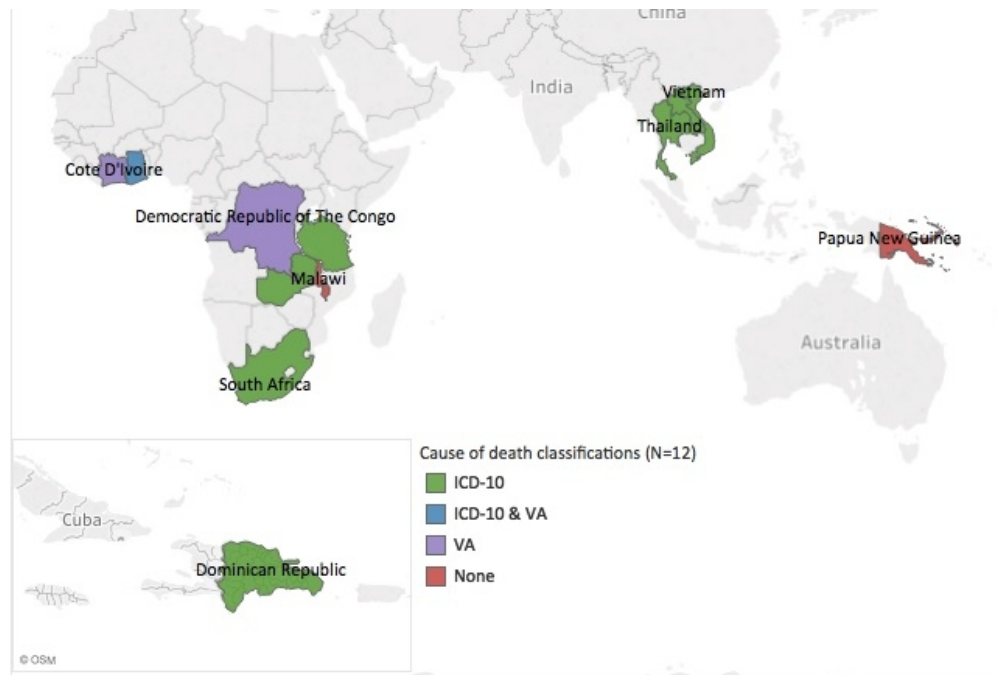 China
India
Vietnam
Thailand
Cote D'Ivoire
Democratic Republic of The Congo
Papua New Guinea
Malawi
Australia
South Africa
Cause of death classifications (N=12)
ICD-10
ICD-10 & VA
VA
None
Cuba
Dominican Republic
© OSM